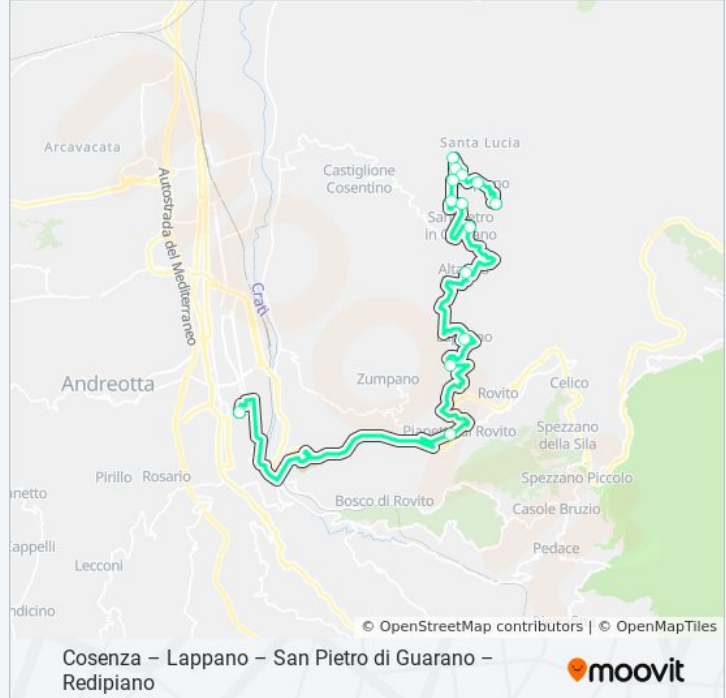 Santa Lucia
Arcavacata
Castiglione
Cosentino
Autostrada del Mediterraneo
Crati
Andreotta
Zumpano
Rovito
Celico
Spezzano
della Sila
Pirillo
Rosario
Spezzano Piccolo
Bosco di Rovito
Casole Bruzio
Pedace
Lecconi
© OpenStreetMap contributors | © OpenMapTiles
Cosenza – Lappano – San Pietro di Guarano –
Redipiano
moovit